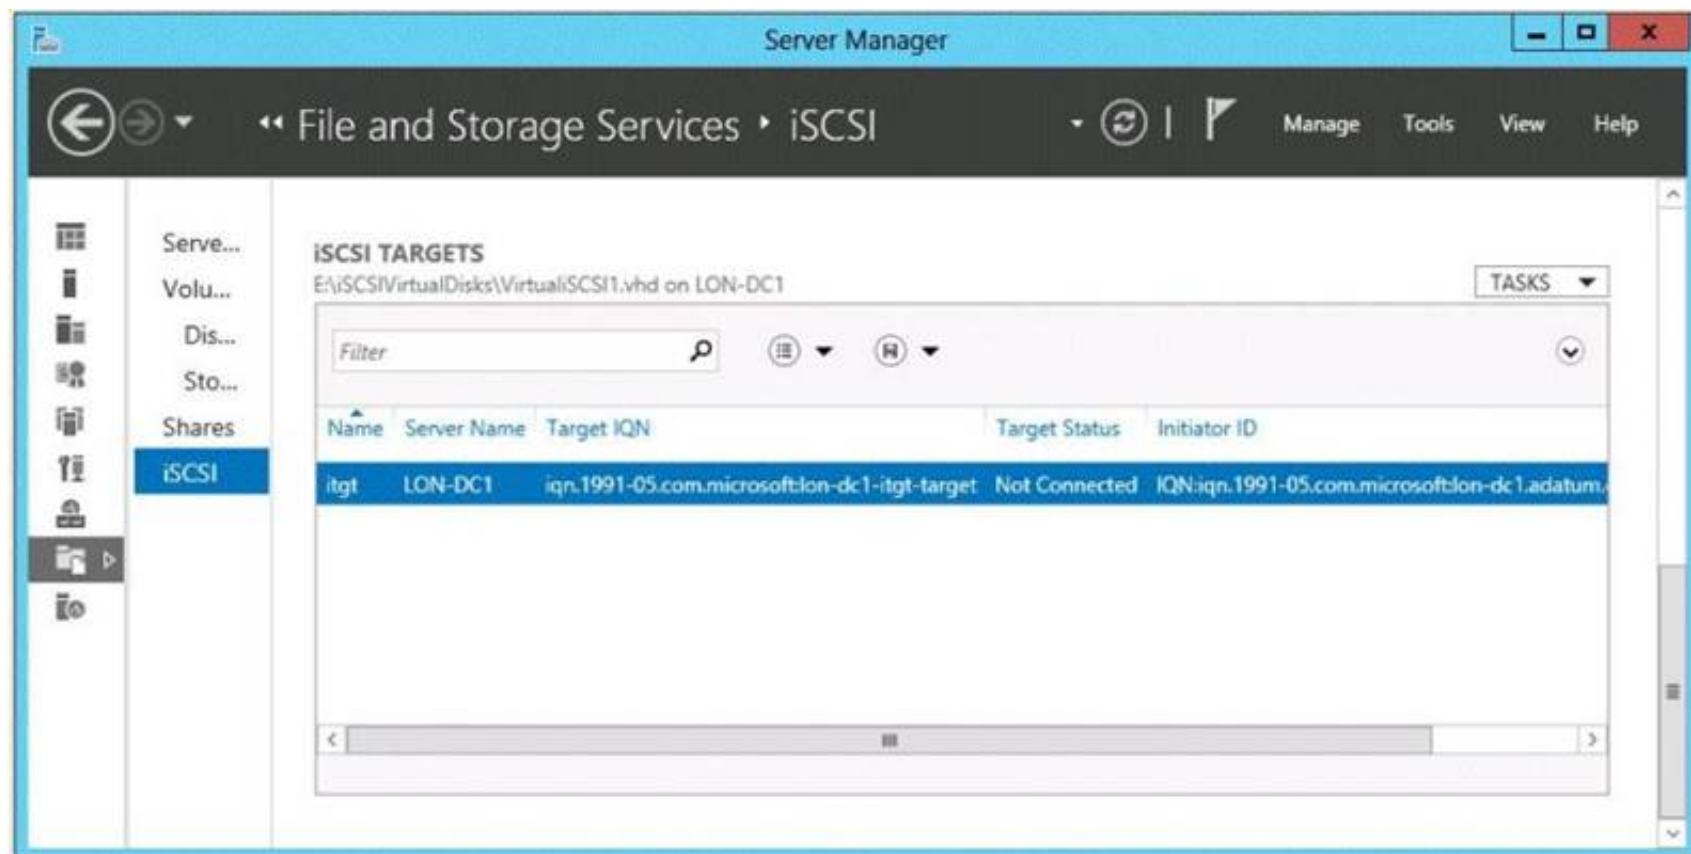 Server Manager
File and Storage Services iSCSI Manage Tools View Help
Serve...
Volu...
Dis...
Sto...
Shares
iSCSI
iSCSI TARGETS
E:\iSCSIVirtualDisks\VirtualiSCSI1.vhd on LON-DC1
TASKS
Filter
Name Server Name Target IQN Target Status Initiator ID
itgt LON-DC1 iqn.1991-05.com.microsoft:lon-dc1-itgt-target Not Connected IQN:iqn.1991-05.com.microsoft:lon-dc1.adatum.